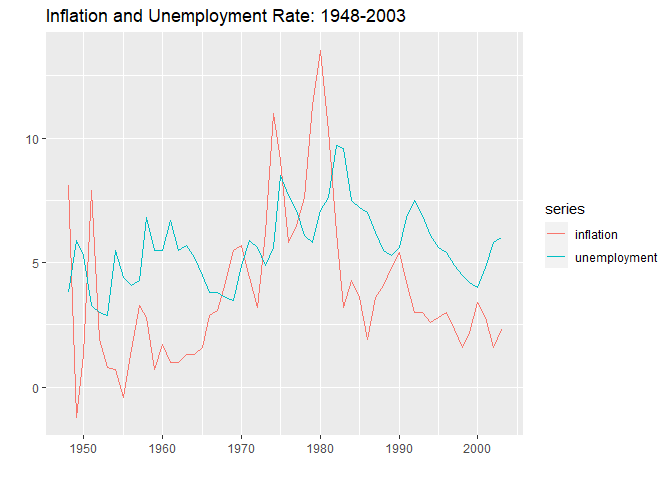 Inflation and Unemployment Rate: 1948-2003
10
5
0
1950 1960 1970 1980 1990 2000
series
inflation
unemployment